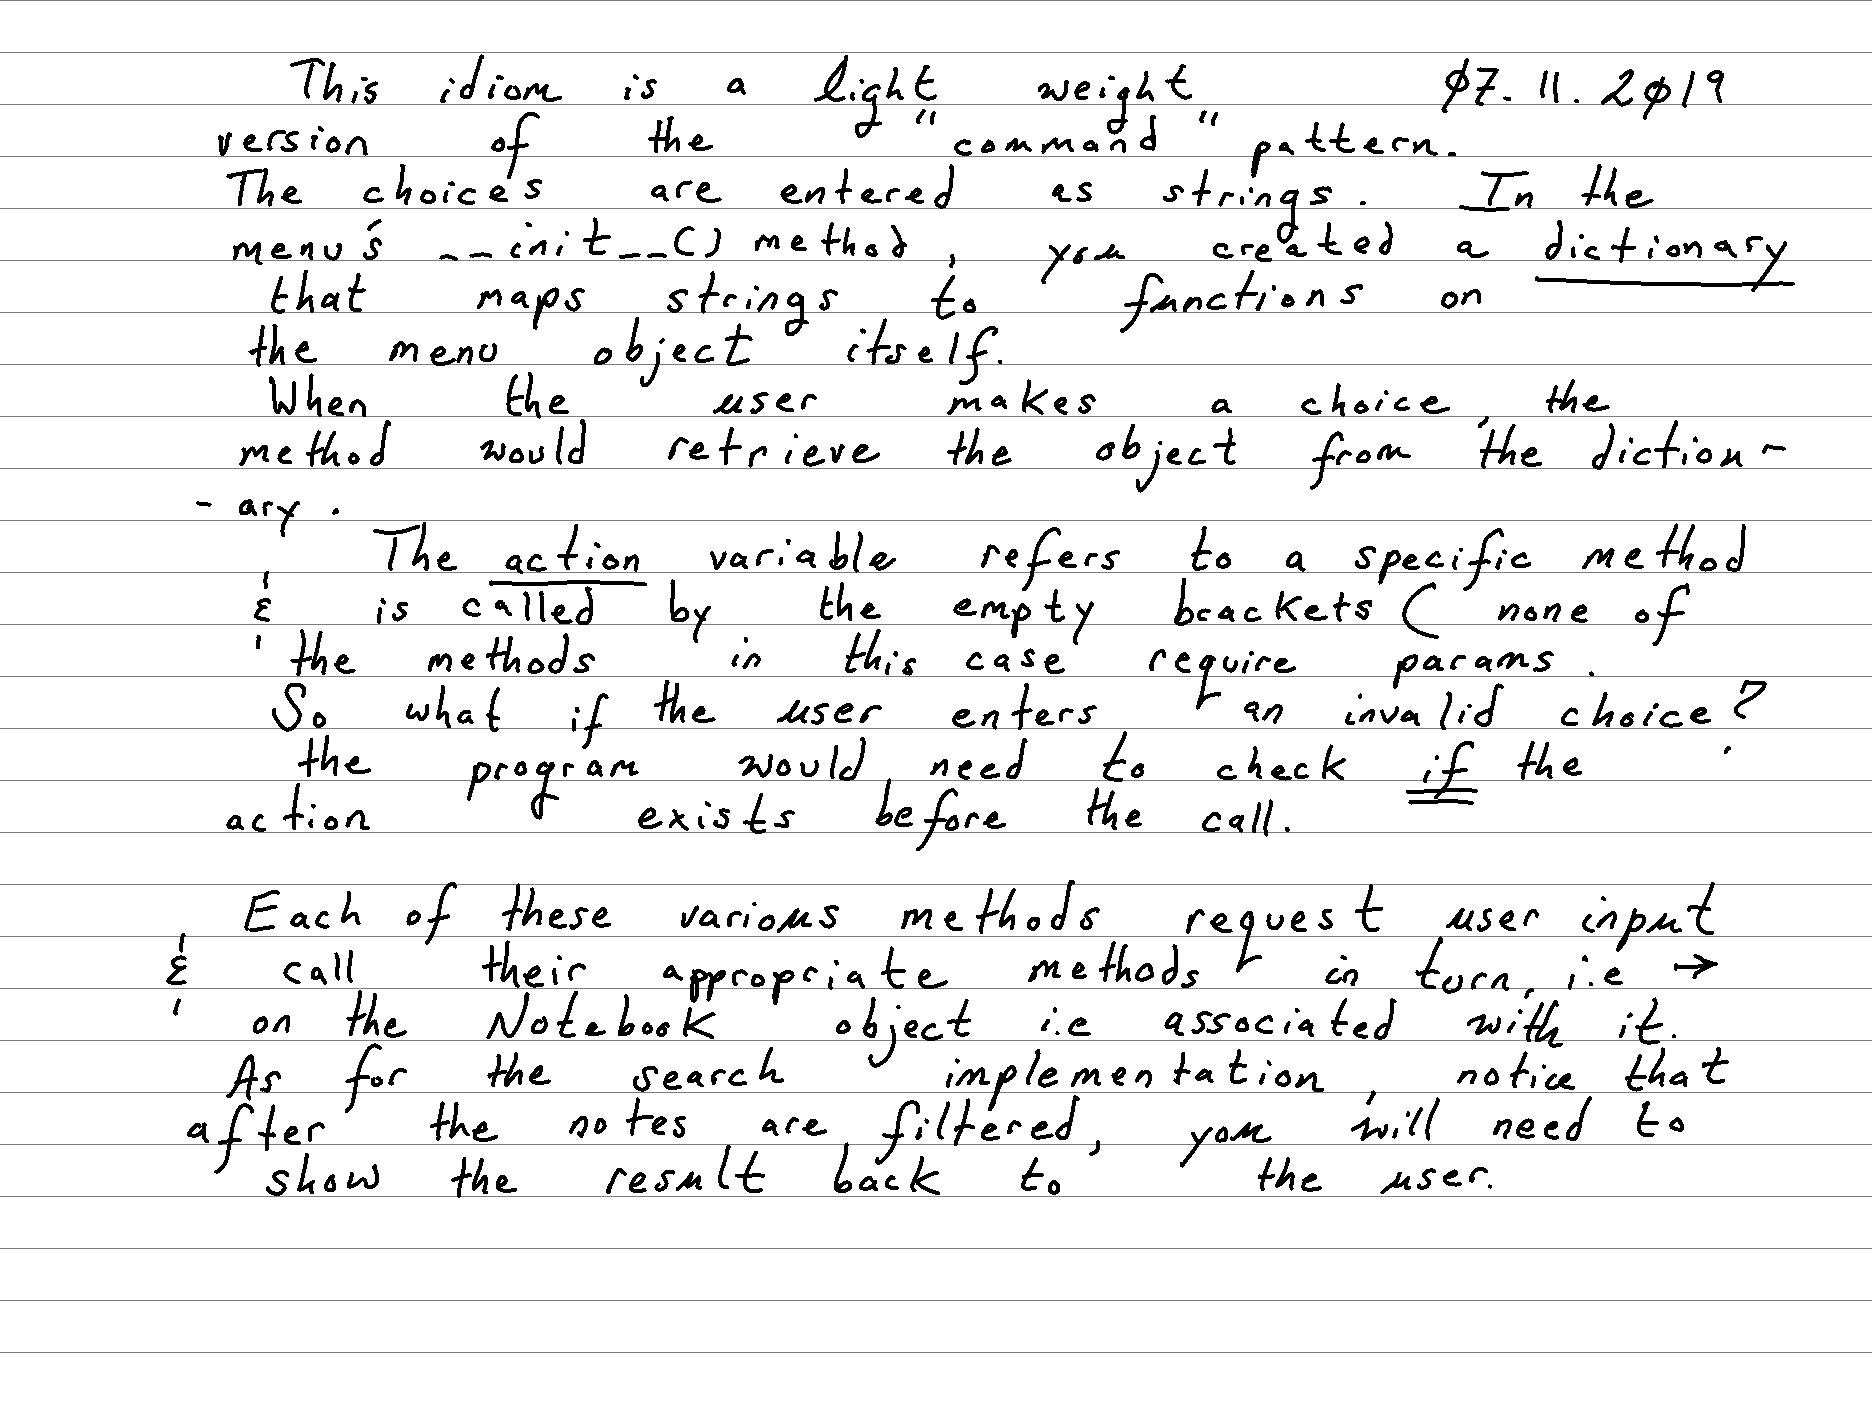 This idiom is a light weight 07.11.2019
version of the "command" pattern.
The choice's are entered as strings. In the
menu's __init__() method, you created a dictionary
that maps strings to functions on
the menu object itself.
When the user makes a choice, the
method would retrieve the object from the diction-
- ary.
The action variable refers to a specific method
& is called by the empty brackets ( none of
the methods in this case require params.
So what if the user enters an invalid choice?
the program would need to check if the
action exists before the call.
Each of these various methods request user input
& call their appropriate methods in turn, i.e →
on the Notebook object i.e associated with it.
As for the search implementation, notice that
after the notes are filtered, you will need to
show the result back to the user.